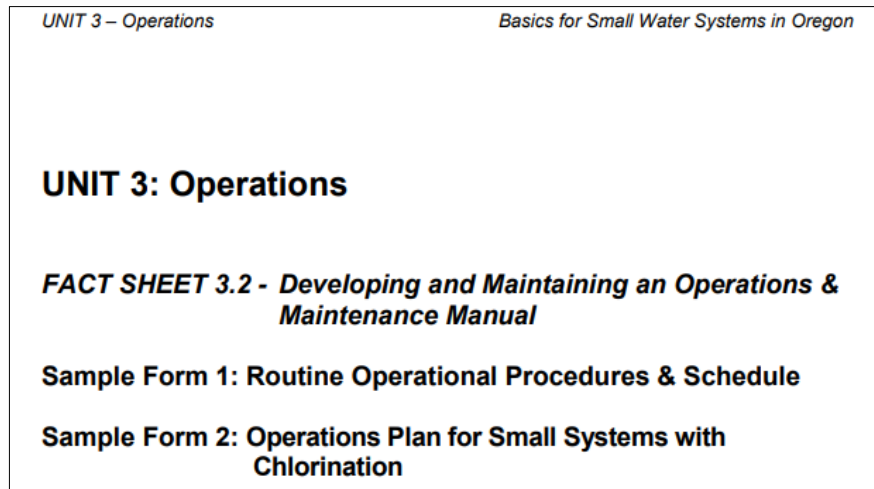 UNIT 3 – Operations Basics for Small Water Systems in Oregon
UNIT 3: Operations
FACT SHEET 3.2 - Developing and Maintaining an Operations &
Maintenance Manual
Sample Form 1: Routine Operational Procedures & Schedule
Sample Form 2: Operations Plan for Small Systems with
Chlorination